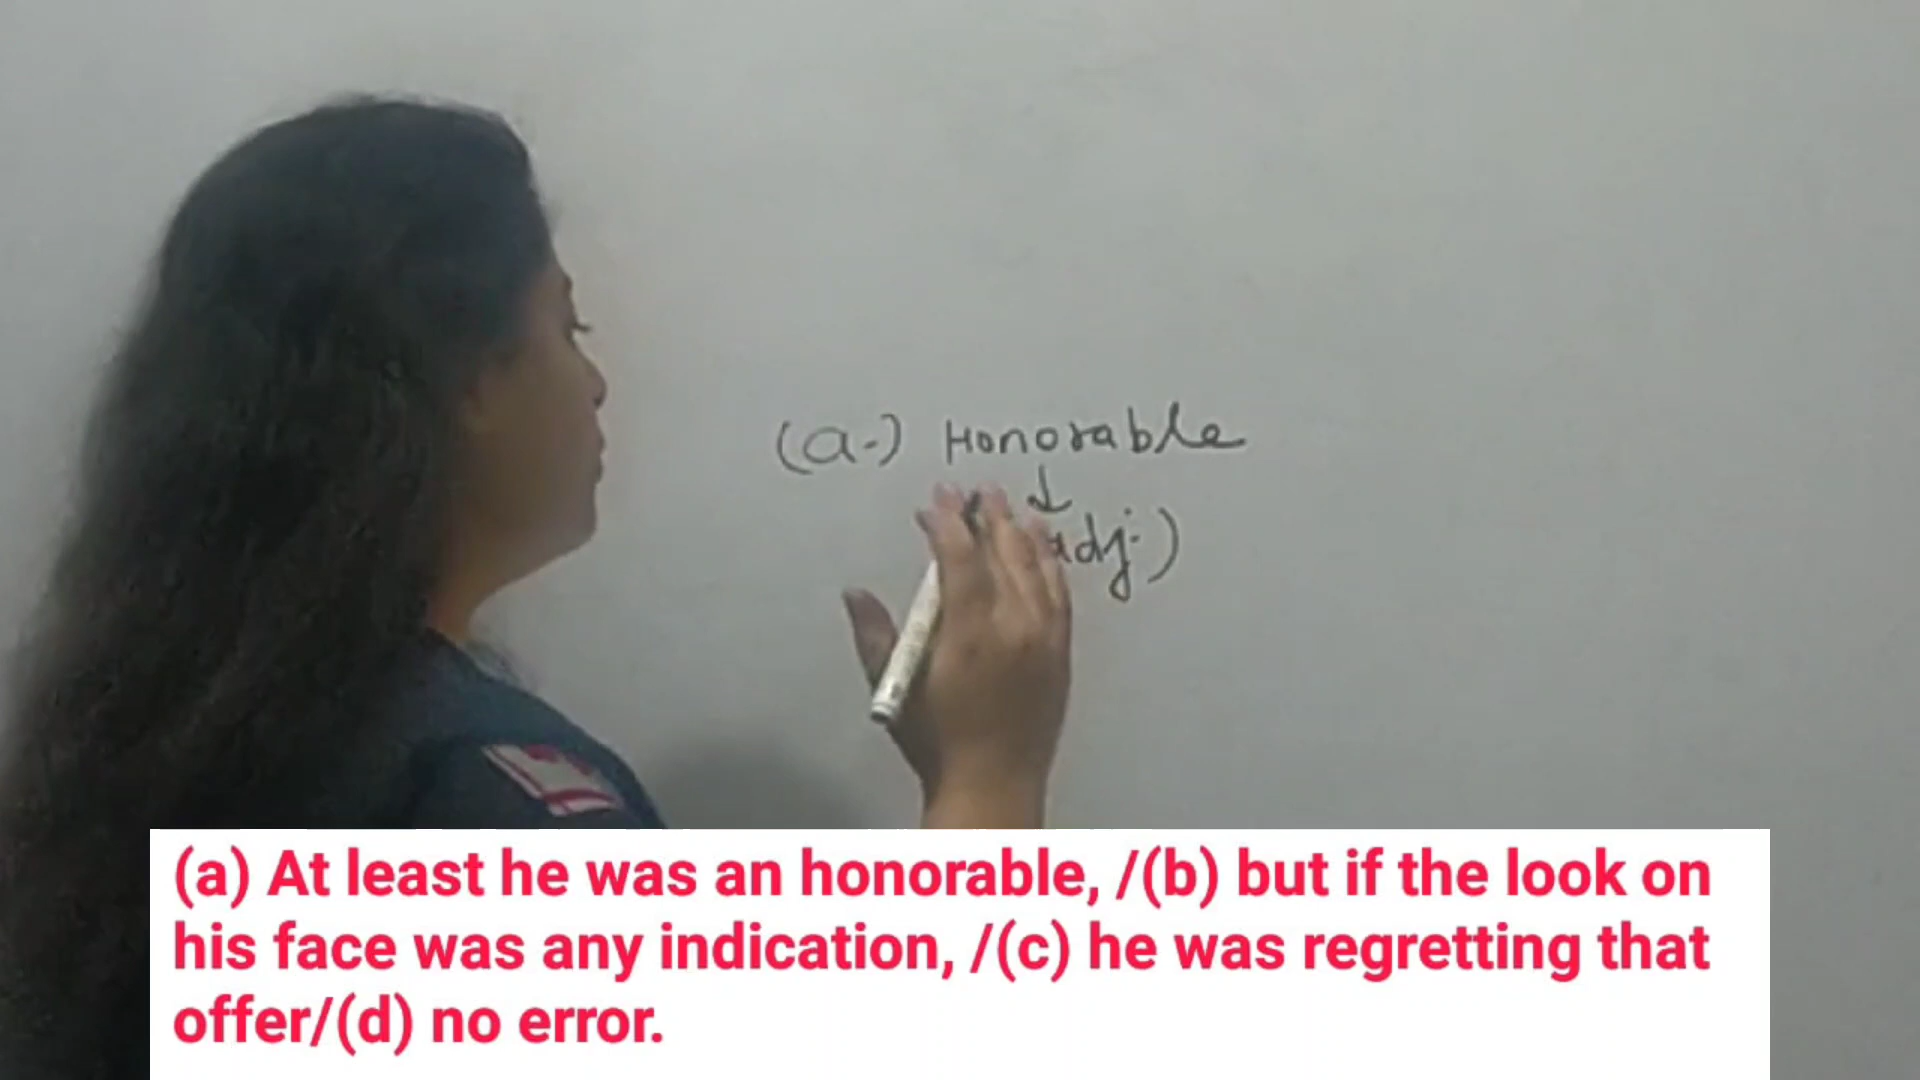 (a.) Honorable
↓
adj.)
(a) At least he was an honorable, /(b) but if the look on
his face was any indication, /(c) he was regretting that
offer/(d) no error.